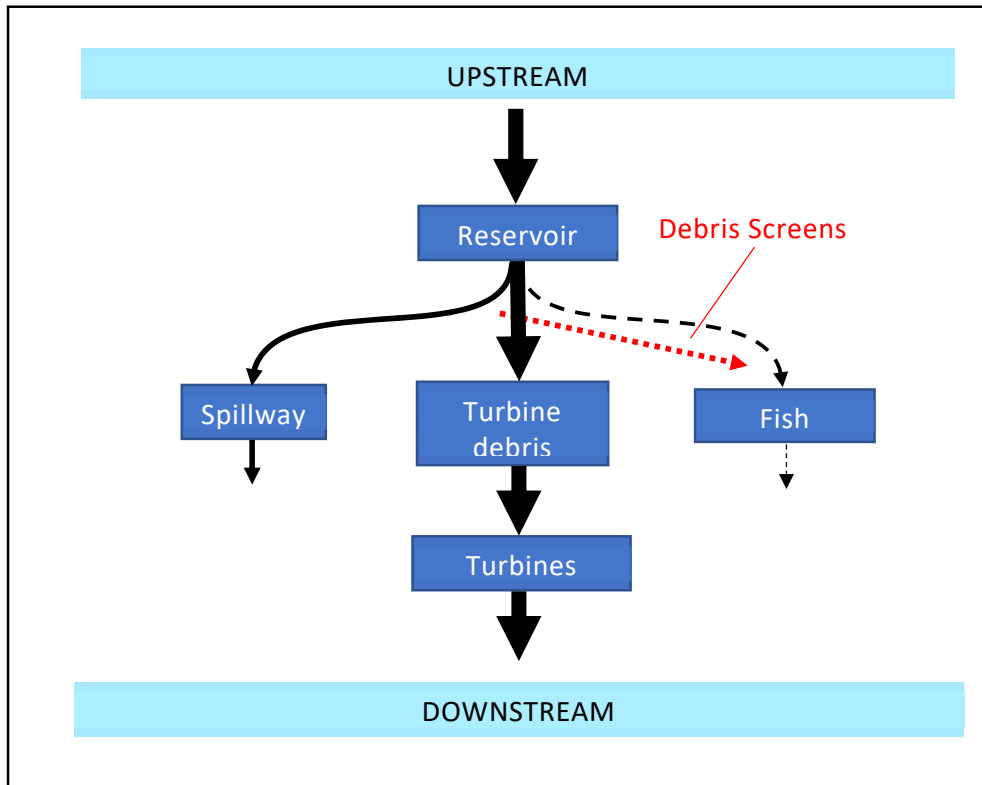 UPSTREAM
Reservoir
Debris Screens
Spillway
Turbine
debris
Fish
Turbines
DOWNSTREAM